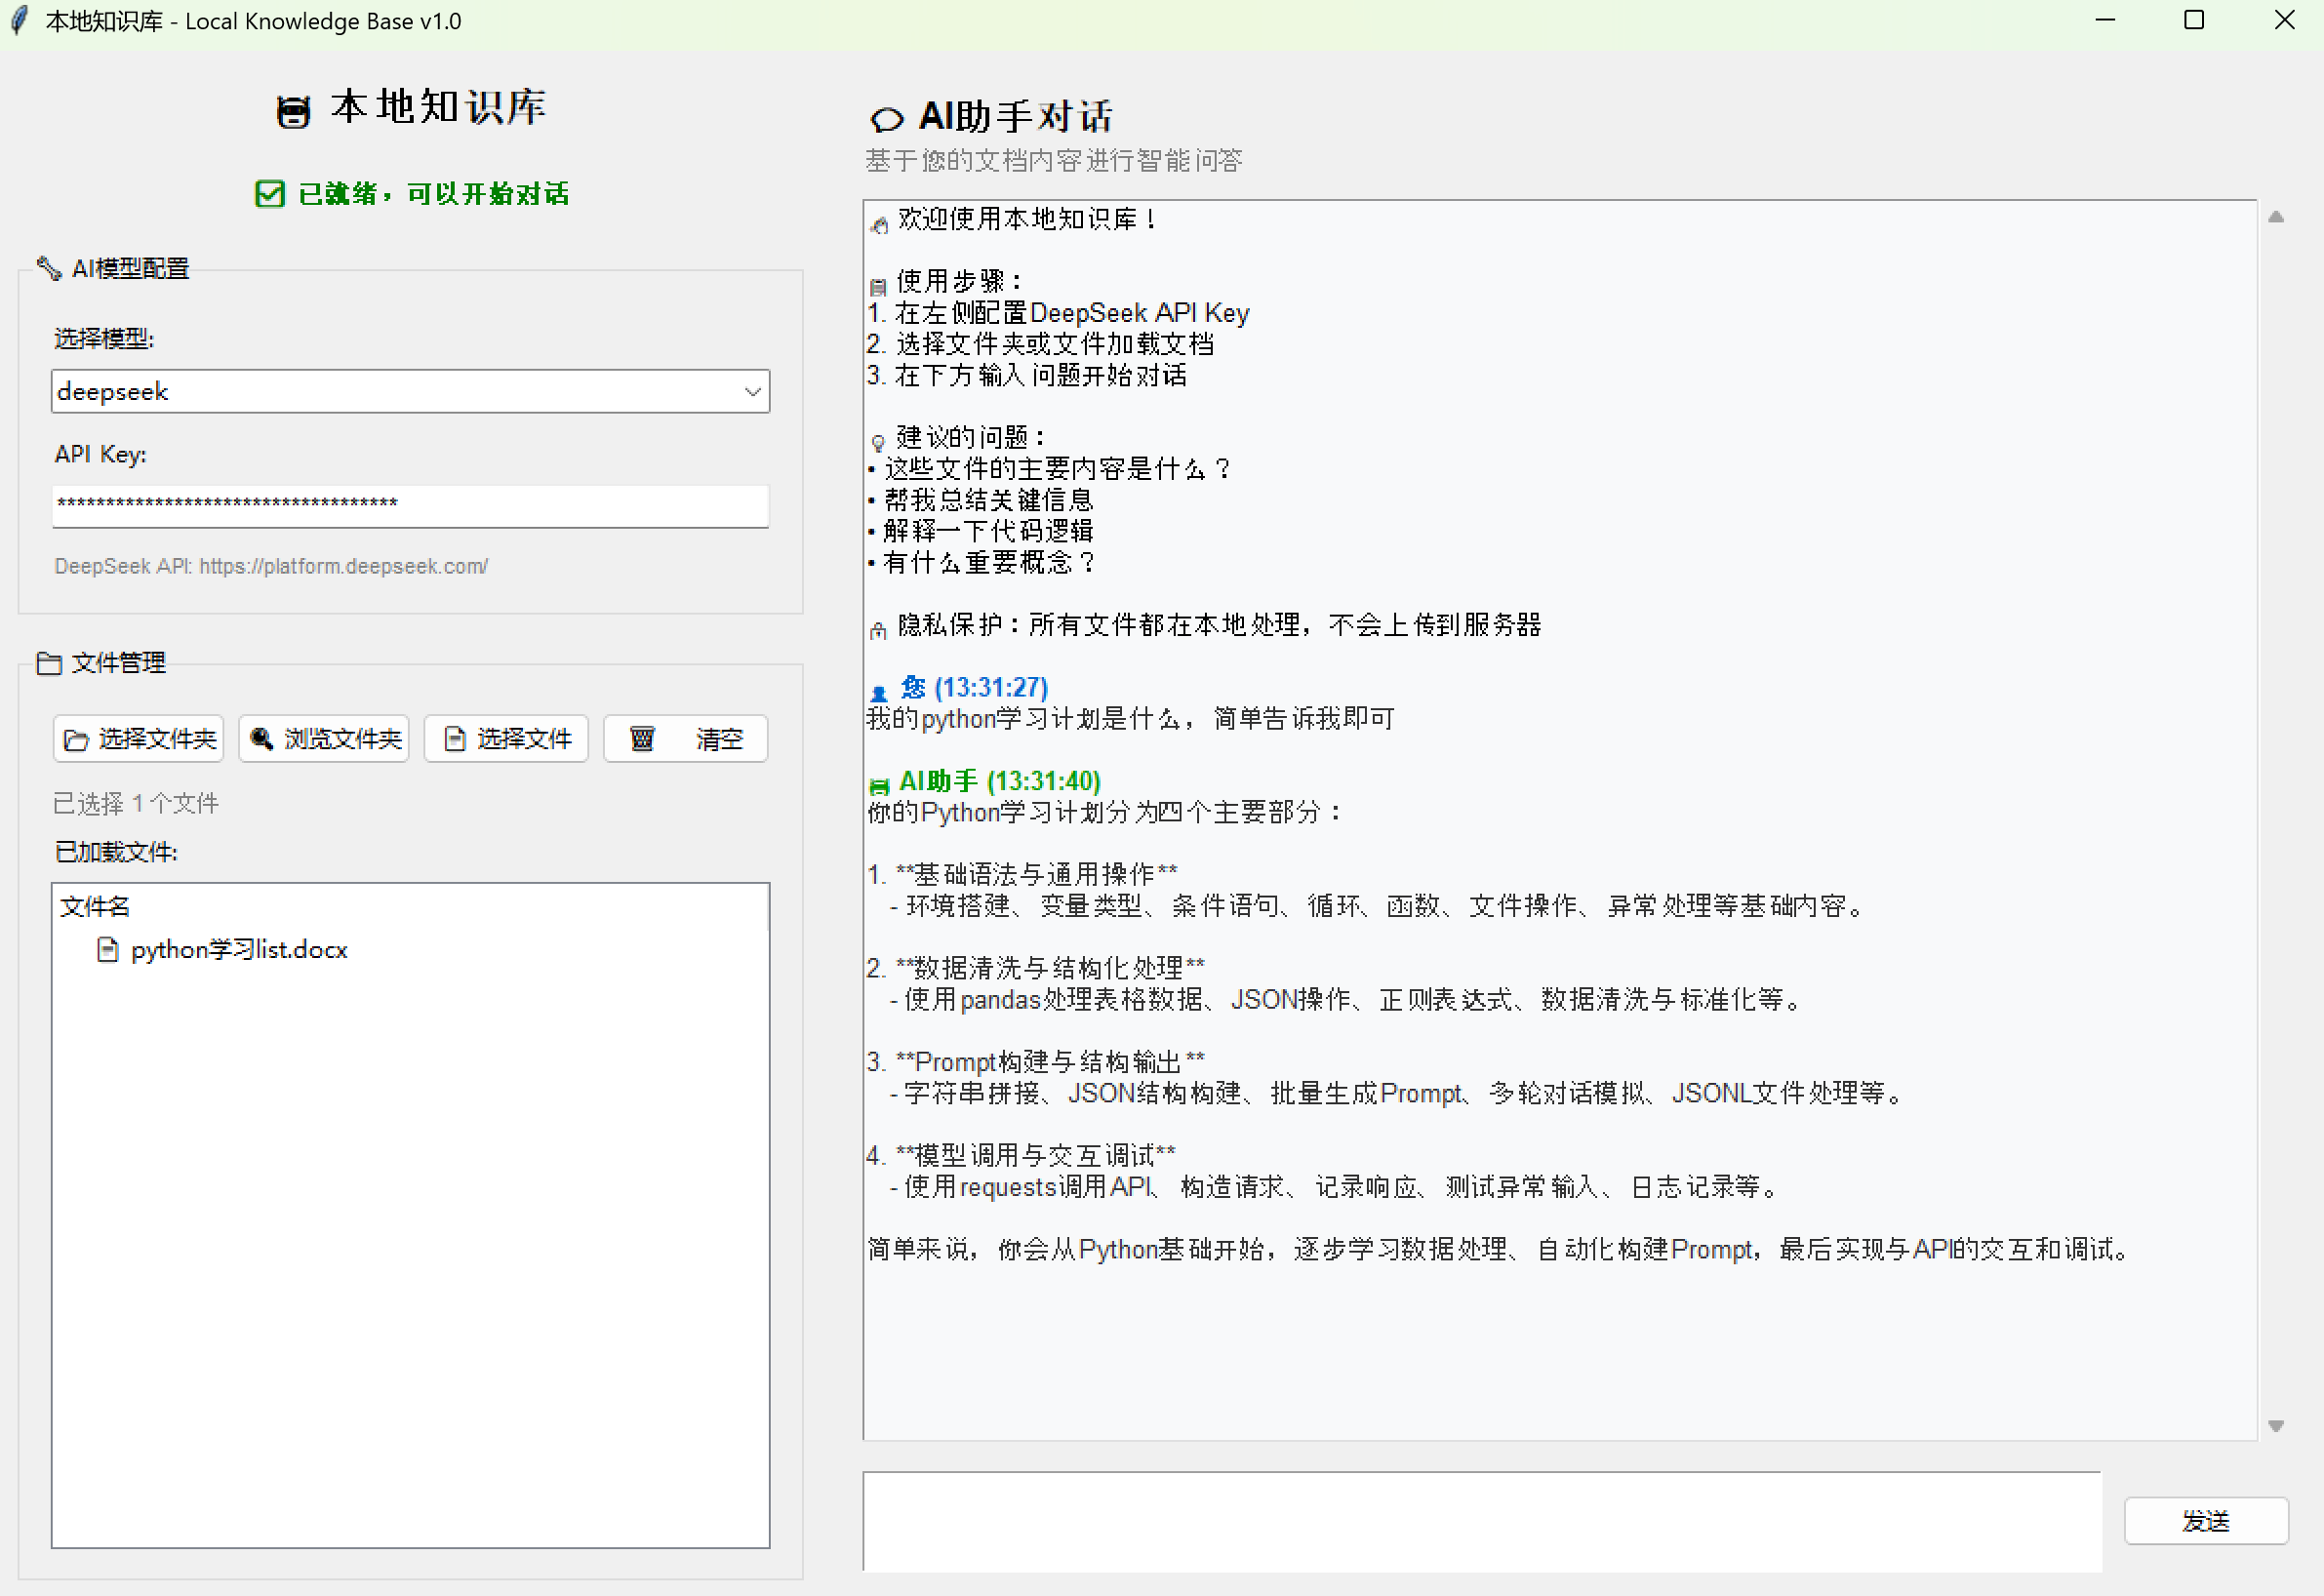 本地知识库 - Local Knowledge Base v1.0
本地知识库
已就绪，可以开始对话
AI模型配置
选择模型:
deepseek
API Key:
***********************************
DeepSeek API: https://platform.deepseek.com/
文件管理
选择文件夹
浏览文件夹
选择文件
清空
已选择 1 个文件
已加载文件:
文件名
python学习list.docx
AI助手对话
基于您的文档内容进行智能问答
欢迎使用本地知识库！
使用步骤：
1. 在左侧配置DeepSeek API Key
2. 选择文件夹或文件加载文档
3. 在下方输入问题开始对话
建议的问题：
• 这些文件的主要内容是什么？
• 帮我总结关键信息
• 解释一下代码逻辑
• 有什么重要概念？
隐私保护：所有文件都在本地处理，不会上传到服务器
您 (13:31:27)
我的python学习计划是什么，简单告诉我即可
AI助手 (13:31:40)
你的Python学习计划分为四个主要部分：
1. **基础语法与通用操作**
- 环境搭建、变量类型、条件语句、循环、函数、文件操作、异常处理等基础内容。
2. **数据清洗与结构化处理**
- 使用pandas处理表格数据、JSON操作、正则表达式、数据清洗与标准化等。
3. **Prompt构建与结构输出**
- 字符串拼接、JSON结构构建、批量生成Prompt、多轮对话模拟、JSONL文件处理等。
4. **模型调用与交互调试**
- 使用requests调用API、构造请求、记录响应、测试异常输入、日志记录等。
简单来说，你会从Python基础开始，逐步学习数据处理、自动化构建Prompt，最后实现与API的交互和调试。
发送